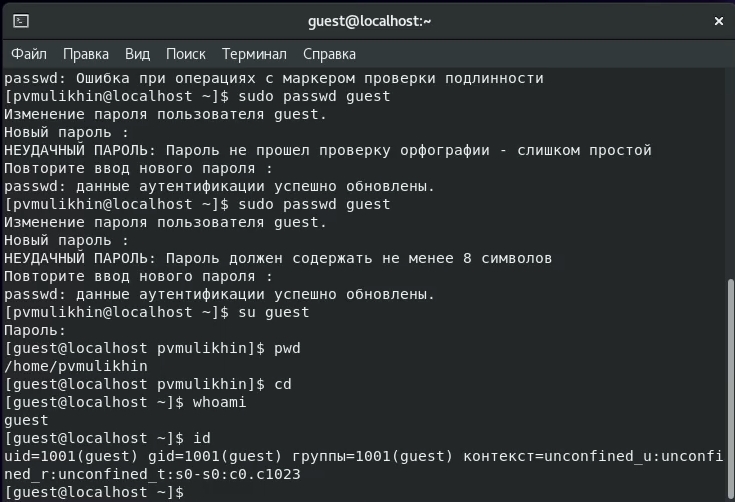 guest@localhost:~
Файл Правка Вид Поиск Терминал Справка
passwd: Ошибка при операциях с маркером проверки подлинности
[pvmulikhin@localhost ~]$ sudo passwd guest
Изменение пароля пользователя guest.
Новый пароль :
НЕУДАЧНЫЙ ПАРОЛЬ: Пароль не прошел проверку орфографии - слишком простой
Повторите ввод нового пароля :
passwd: данные аутентификации успешно обновлены.
[pvmulikhin@localhost ~]$ sudo passwd guest
Изменение пароля пользователя guest.
Новый пароль :
НЕУДАЧНЫЙ ПАРОЛЬ: Пароль должен содержать не менее 8 символов
Повторите ввод нового пароля :
passwd: данные аутентификации успешно обновлены.
[pvmulikhin@localhost ~]$ su guest
Пароль:
[guest@localhost pvmulikhin]$ pwd
/home/pvmulikhin
[guest@localhost pvmulikhin]$ cd
[guest@localhost ~]$ whoami
guest
[guest@localhost ~]$ id
uid=1001(guest) gid=1001(guest) группы=1001(guest) контекст=unconfined_u:unconfi
ned_r:unconfined_t:s0-s0:c0.c1023
[guest@localhost ~]$